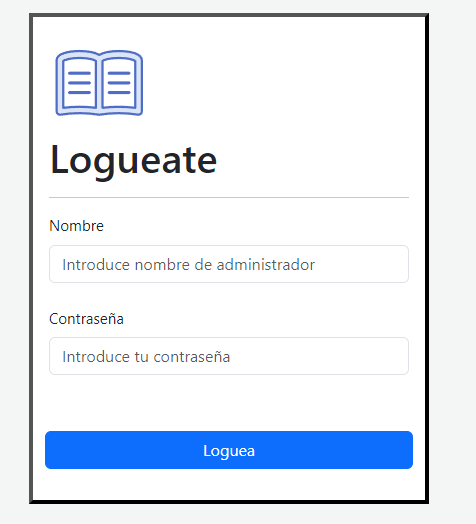 Logueate
Nombre
Introduce nombre de administrador
Contraseña
Introduce tu contraseña
Loguea